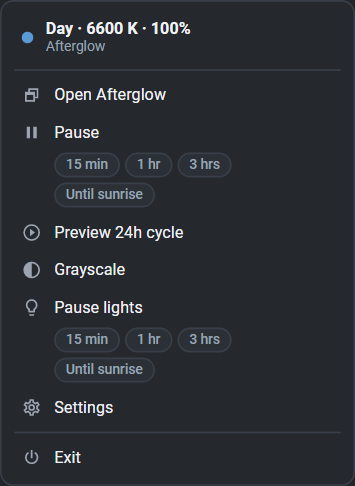 Day · 6600 K · 100%
Afterglow
Open Afterglow
Pause
15 min 1 hr 3 hrs
Until sunrise
Preview 24h cycle
Grayscale
Pause lights
15 min 1 hr 3 hrs
Until sunrise
Settings
Exit